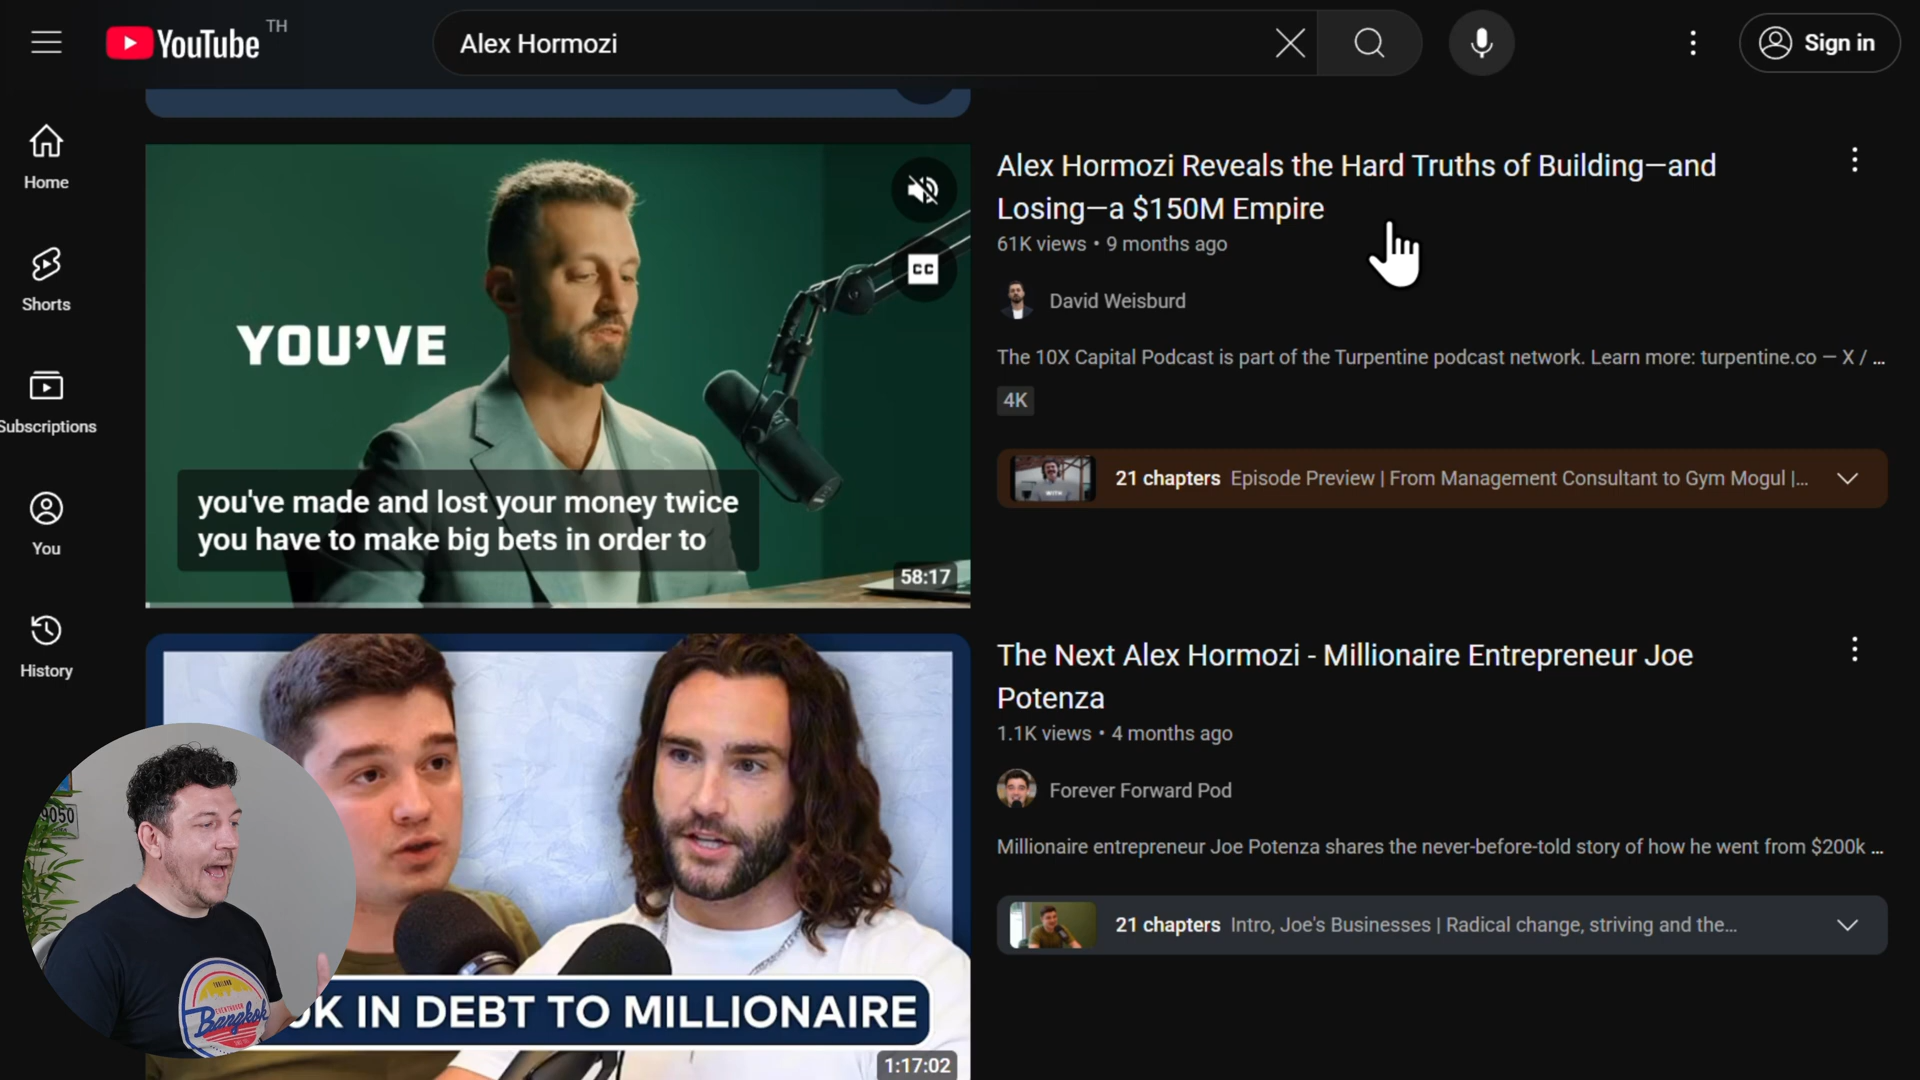 YouTube TH
Alex Hormozi
Sign in
Home
Shorts
Subscriptions
You
History
YOU'VE
CC
you've made and lost your money twice
you have to make big bets in order to
58:17
Alex Hormozi Reveals the Hard Truths of Building—and
Losing—a $150M Empire
61K views • 9 months ago
David Weisburd
The 10X Capital Podcast is part of the Turpentine podcast network. Learn more: turpentine.co — X / ...
4K
WITH
21 chapters Episode Preview | From Management Consultant to Gym Mogul |...
The Next Alex Hormozi - Millionaire Entrepreneur Joe
Potenza
1.1K views • 4 months ago
Forever Forward Pod
Millionaire entrepreneur Joe Potenza shares the never-before-told story of how he went from $200k ...
21 chapters Intro, Joe's Businesses | Radical change, striving and the...
K IN DEBT TO MILLIONAIRE
1:17:02
9050
Bangkok